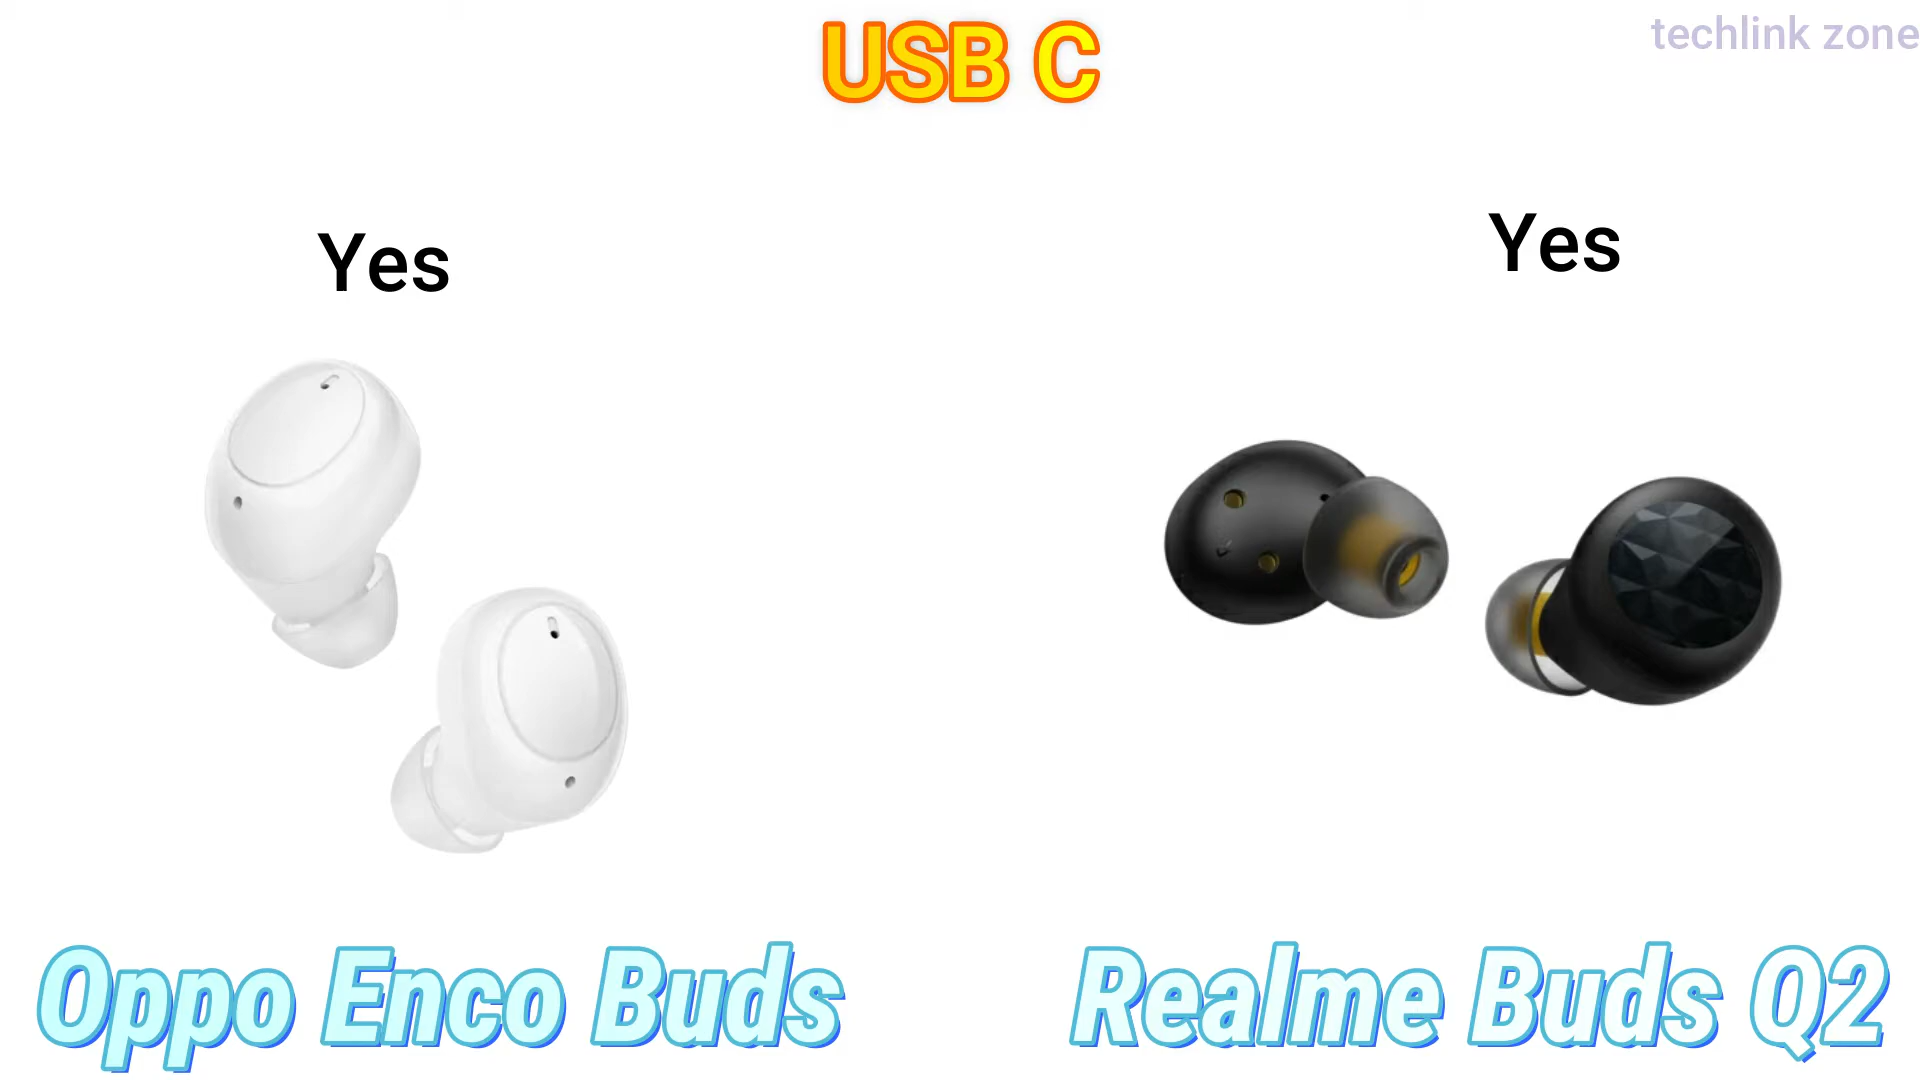 USB C
techlink zone
Yes
Yes
Oppo Enco Buds
Realme Buds Q2